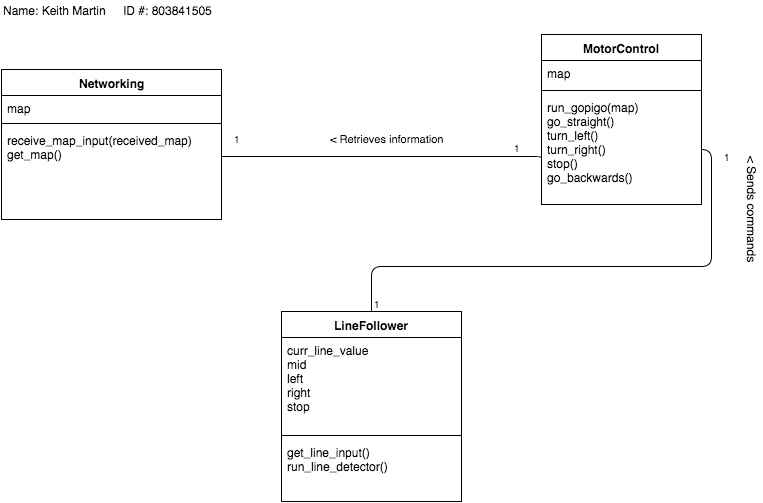 Name: Keith Martin ID #: 803841505
MotorControl
map
run_gopigo(map)
go_straight()
turn_left()
turn_right()
stop()
go_backwards()
Networking
map
receive_map_input(received_map)
get_map()
1
< Retrieves information
1
1
< Sends commands
1
LineFollower
curr_line_value
mid
left
right
stop
get_line_input()
run_line_detector()